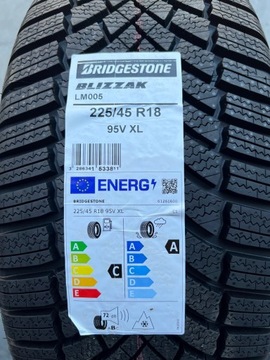 BRIDGESTONE
BLIZZAK
LM005
225/45 R18
95V XL
ENERG
BRIDGESTONE
225/45 R18 95V XL
A A A
B B
C C C
D D
E E
72
B